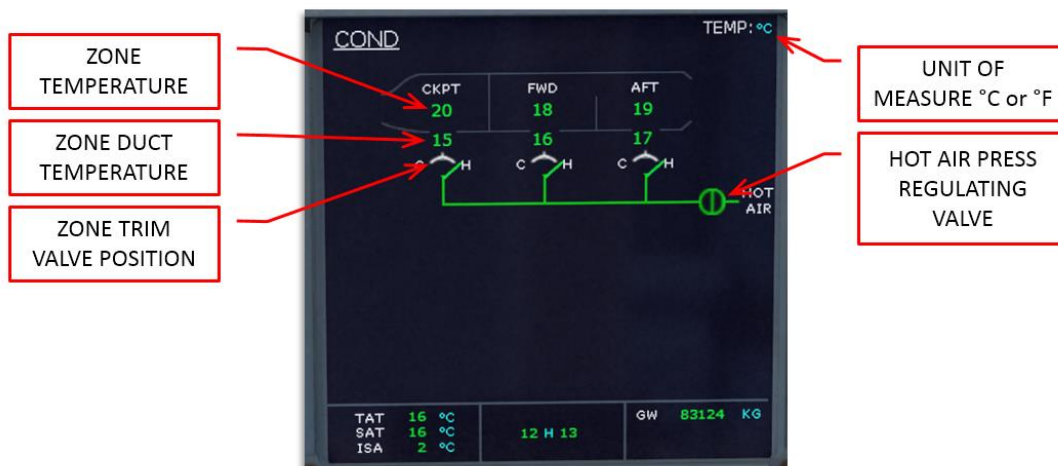 ZONE
TEMPERATURE
ZONE DUCT
TEMPERATURE
ZONE TRIM
VALVE POSITION
COND
TEMP: °C
CKPT FWD AFT
20 18 19
15 16 17
C H C H C H
HOT
AIR
TAT 16 °C
SAT 16 °C
ISA 2 °C
12 H 13
GW 83124 KG
UNIT OF
MEASURE °C or °F
HOT AIR PRESS
REGULATING
VALVE